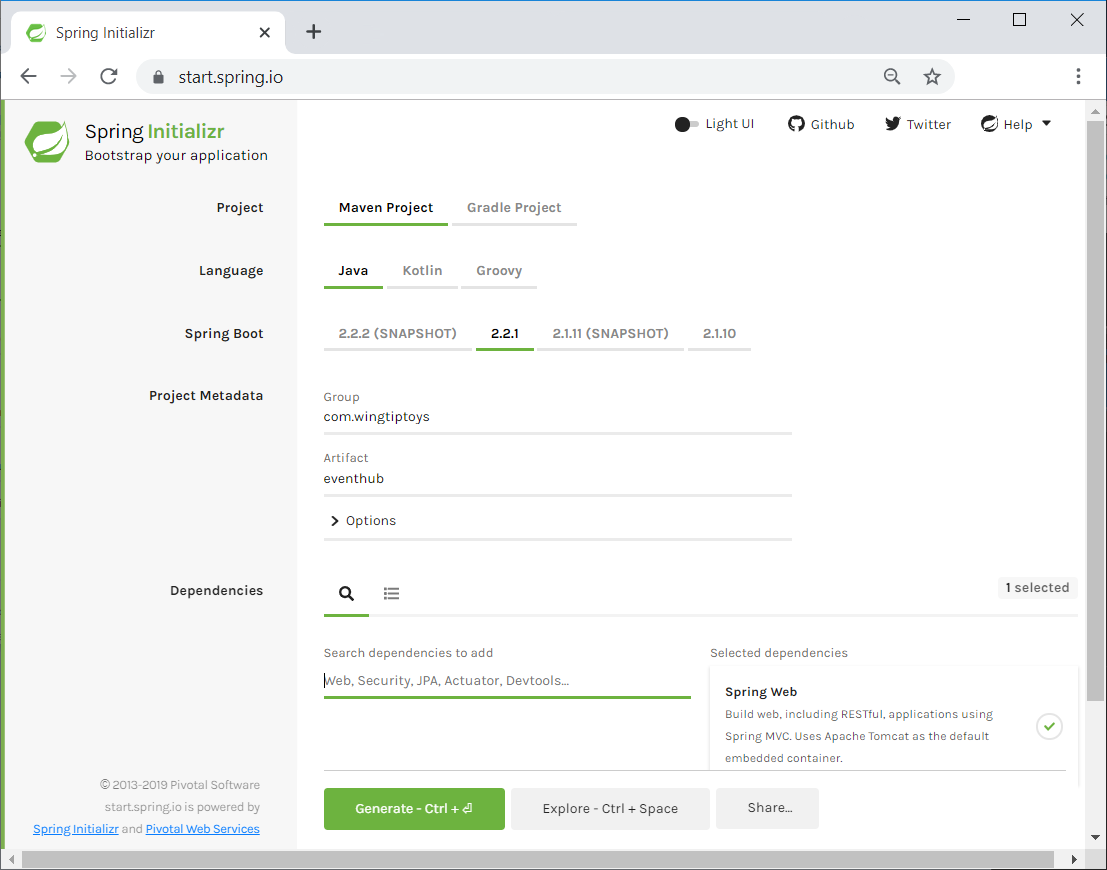 Spring Initializr
start.spring.io
Spring Initializr
Bootstrap your application
Light UI
Github
Twitter
Help
Project
Maven Project
Gradle Project
Language
Java
Kotlin
Groovy
Spring Boot
2.2.2 (SNAPSHOT)
2.2.1
2.1.11 (SNAPSHOT)
2.1.10
Project Metadata
Group
com.wingtiptoys
Artifact
eventhub
Options
Dependencies
1 selected
Search dependencies to add
Web, Security, JPA, Actuator, Devtools...
Selected dependencies
Spring Web
Build web, including RESTful, applications using
Spring MVC. Uses Apache Tomcat as the default
embedded container.
© 2013-2019 Pivotal Software
start.spring.io is powered by
Spring Initializr and Pivotal Web Services
Generate - Ctrl + ⏎
Explore - Ctrl + Space
Share...